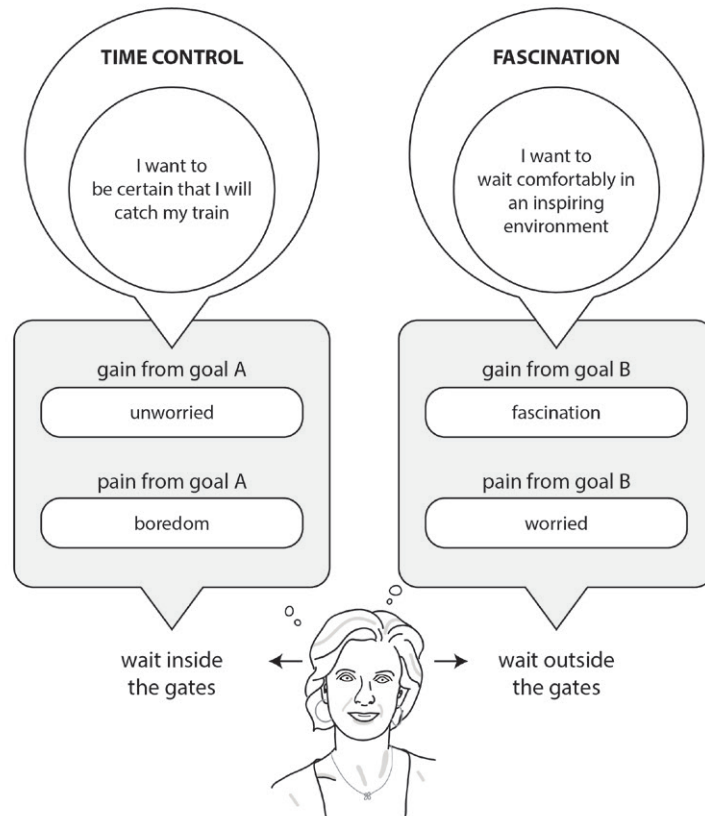 TIME CONTROL
I want to
be certain that I will
catch my train
gain from goal A
unworried
pain from goal A
boredom
wait inside
the gates
FASCINATION
I want to
wait comfortably in
an inspiring
environment
gain from goal B
fascination
pain from goal B
worried
wait outside
the gates